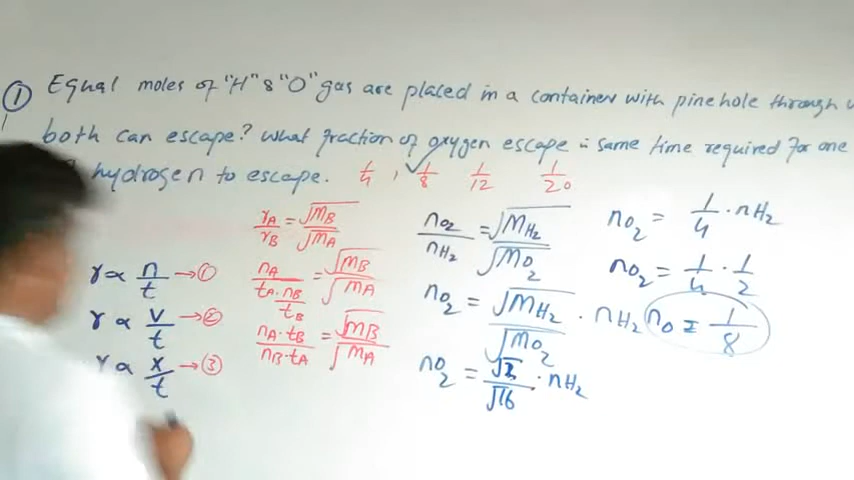 ① Equal moles of "H" & "O" gas are placed in a container with pinehole through
both can escape? What fraction of oxygen escape in same time required for one
hydrogen to escape. 1/4, ✓1/8 1/12 1/20
r ∝ n/t →①
r ∝ v/t →②
r ∝ x/t →③
rA/rB = √MB/√MA
nA/tA · nB/tB = √MB/√MA
nA·tB/nB·tA = √MB/√MA
nO2/nH2 = √MH2/√MO2
nO2 = √MH2/√MO2 · nH2
nO2 = √2/√16 · nH2
nO2 = 1/4 · nH2
nO2 = 1/4 · 1/2
nO = 1/8